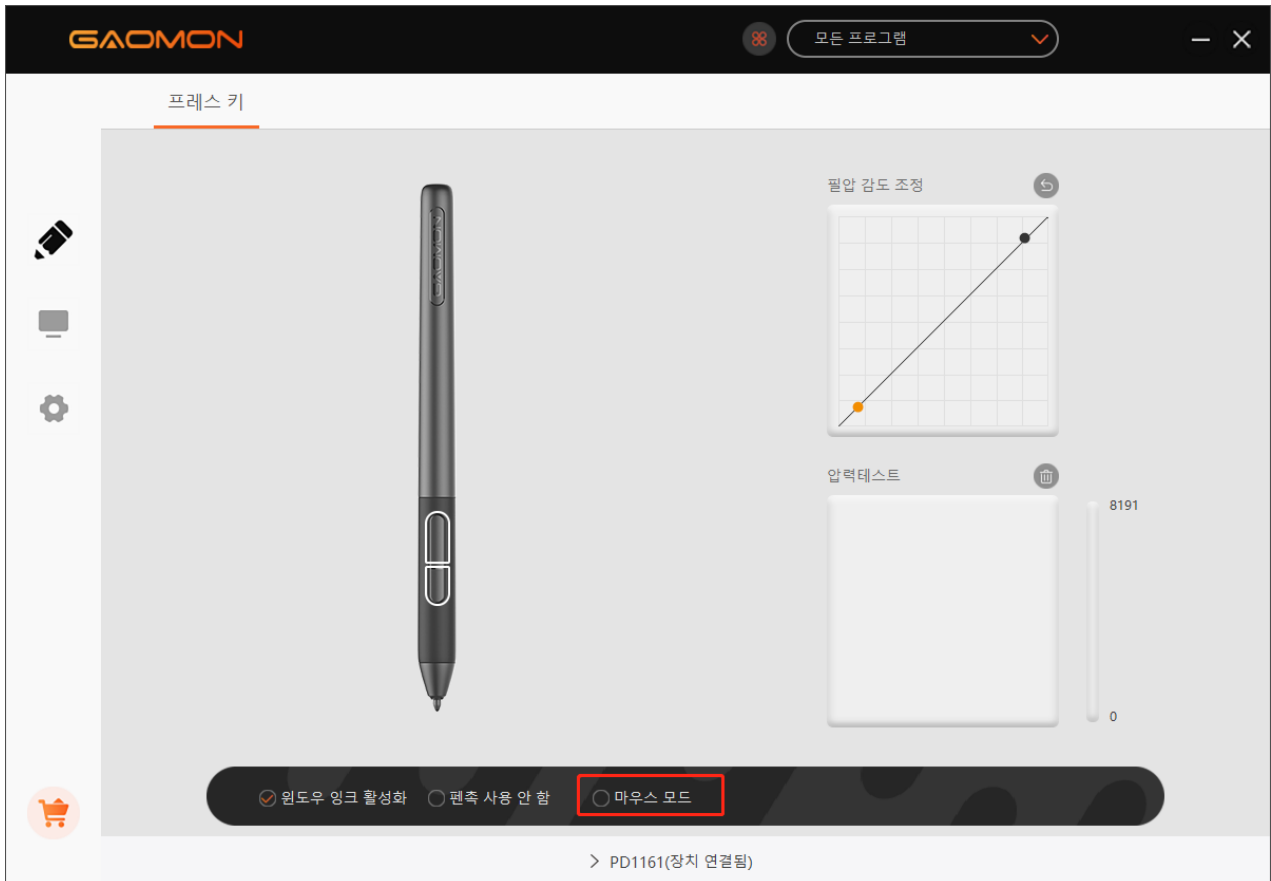 GAOMON
모든 프로그램
프레스 키
필압 감도 조정
GAOMON
압력테스트
8191
0
윈도우 잉크 활성화
펜촉 사용 안 함
마우스 모드
PD1161(장치 연결됨)